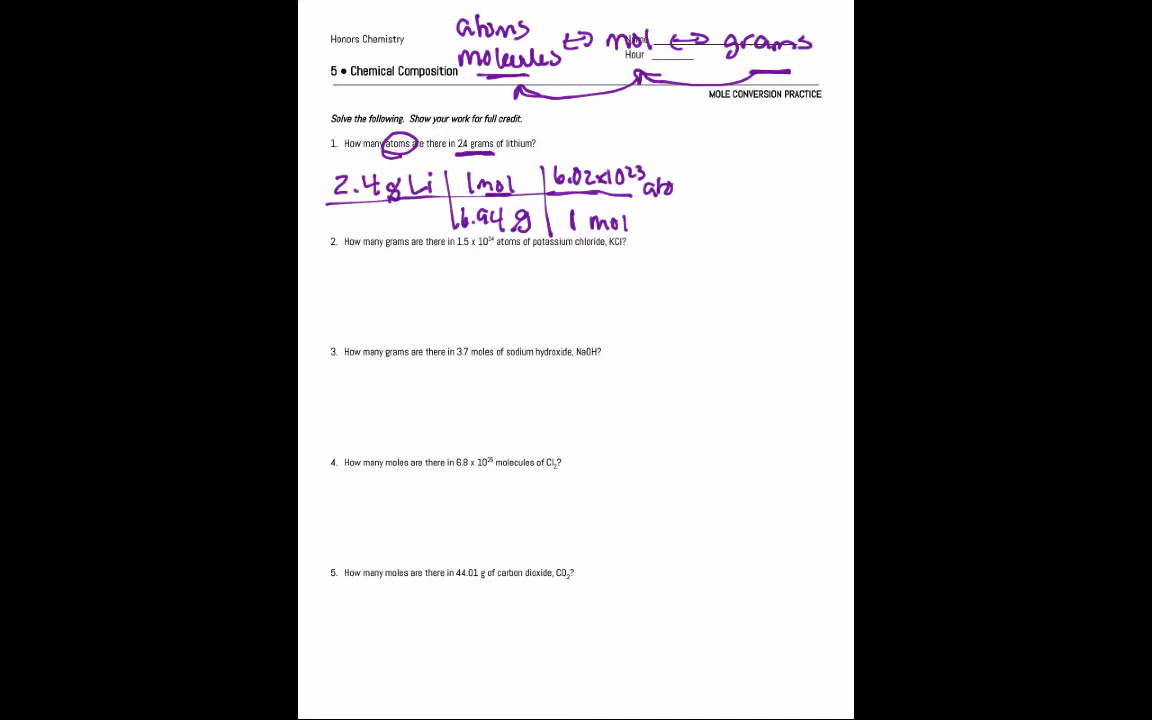 atoms
Honors Chemistry
molecules ⇔ mol ⇔ grams
Hour
5 • Chemical Composition
MOLE CONVERSION PRACTICE
Solve the following. Show your work for full credit.
1. How many atoms are there in 2.4 grams of lithium?
2.4 g Li | 1 mol | 6.02 x 10²³ ato
6.94 g | 1 mol
2. How many grams are there in 1.5 x 10²⁴ atoms of potassium chloride, KCl?
3. How many grams are there in 3.7 moles of sodium hydroxide, NaOH?
4. How many moles are there in 6.8 x 10²⁵ molecules of Cl₂?
5. How many moles are there in 44.01 g of carbon dioxide, CO₂?